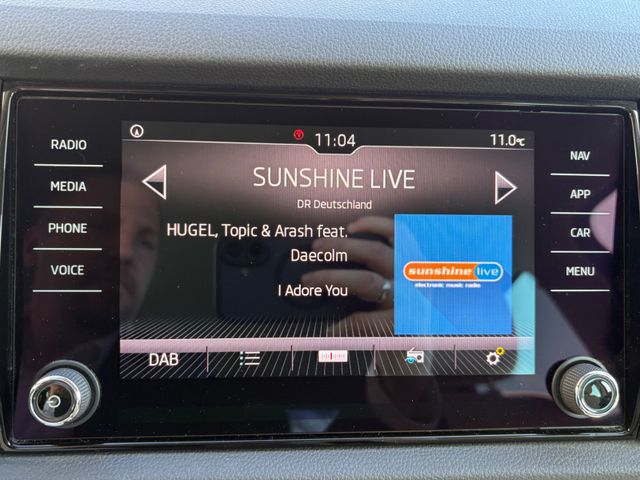 RADIO
MEDIA
PHONE
VOICE
11:04
11.0°C
SUNSHINE LIVE
DR Deutschland
HUGEL, Topic & Arash feat.
Daecolm
I Adore You
sunshine live
electronic music radio
DAB
NAV
APP
CAR
MENU